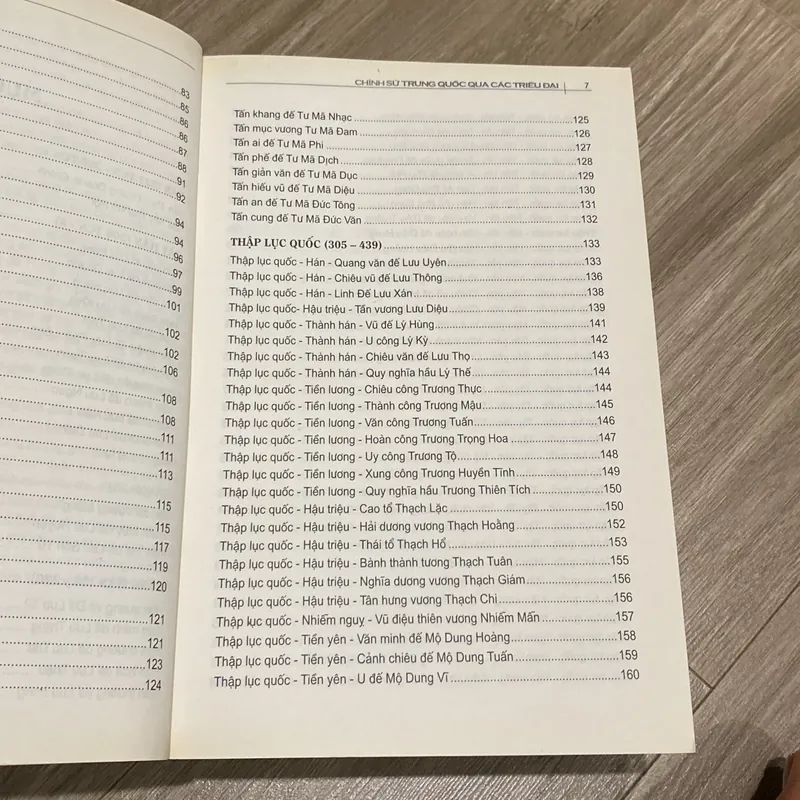 83
85
86
86
87
88
91
92
94
94
96
97
99
101
102
102
106
108
108
111
111
113
115
115
117
119
120
121
121
123
124
CHÍNH SỬ TRUNG QUỐC QUA CÁC TRIỀU ĐẠI 7
Tấn khang đế Tư Mã Nhạc 125
Tấn mục vương Tư Mã Đam 126
Tấn ai đế Tư Mã Phi 127
Tấn phế đế Tư Mã Dịch 128
Tấn giản văn đế Tư Mã Dục 129
Tấn hiếu vũ đế Tư Mã Diệu 130
Tấn an đế Tư Mã Đức Tông 131
Tấn cung đế Tư Mã Đức Văn 132
THẬP LỤC QUỐC (305 – 439) 133
Thập lục quốc - Hán - Quang văn đế Lưu Uyên 133
Thập lục quốc - Hán - Chiêu vũ đế Lưu Thông 136
Thập lục quốc - Hán - Linh Đế Lưu Xán 138
Thập lục quốc- Hậu triệu - Tấn vương Lưu Diệu 139
Thập lục quốc - Thành hán - Vũ đế Lý Hùng 141
Thập lục quốc - Thành hán - U công Lý Kỳ 142
Thập lục quốc - Thành hán - Chiêu văn đế Lưu Thọ 143
Thập lục quốc - Thành hán - Quy nghĩa hầu Lý Thế 144
Thập lục quốc - Tiền lương - Chiêu công Trương Thực 144
Thập lục quốc - Tiền lương - Thành công Trương Mậu 145
Thập lục quốc - Tiền lương - Văn công Trương Tuấn 146
Thập lục quốc - Tiền lương - Hoàn công Trương Trọng Hoa 147
Thập lục quốc - Tiền lương - Uy công Trương Tộ 148
Thập lục quốc - Tiền lương - Xung công Trương Huyền Tĩnh 149
Thập lục quốc - Tiền lương - Quy nghĩa hầu Trương Thiên Tích 150
Thập lục quốc - Hậu triệu - Cao tổ Thạch Lặc 150
Thập lục quốc - Hậu triệu - Hải dương vương Thạch Hoằng 152
Thập lục quốc - Hậu triệu - Thái tổ Thạch Hổ 153
Thập lục quốc - Hậu triệu - Bành thành tương Thạch Tuân 155
Thập lục quốc - Hậu triệu - Nghĩa dương vương Thạch Giám 156
Thập lục quốc - Hậu triệu - Tân hưng vương Thạch Chi 156
Thập lục quốc - Nhiếm ngụy - Vũ điệu thiên vương Nhiếm Mẫn 157
Thập lục quốc - Tiền yên - Văn minh đế Mộ Dung Hoàng 158
Thập lục quốc - Tiền yên - Cảnh chiêu đế Mộ Dung Tuấn 159
Thập lục quốc - Tiền yên - U đế Mộ Dung Vĩ 160